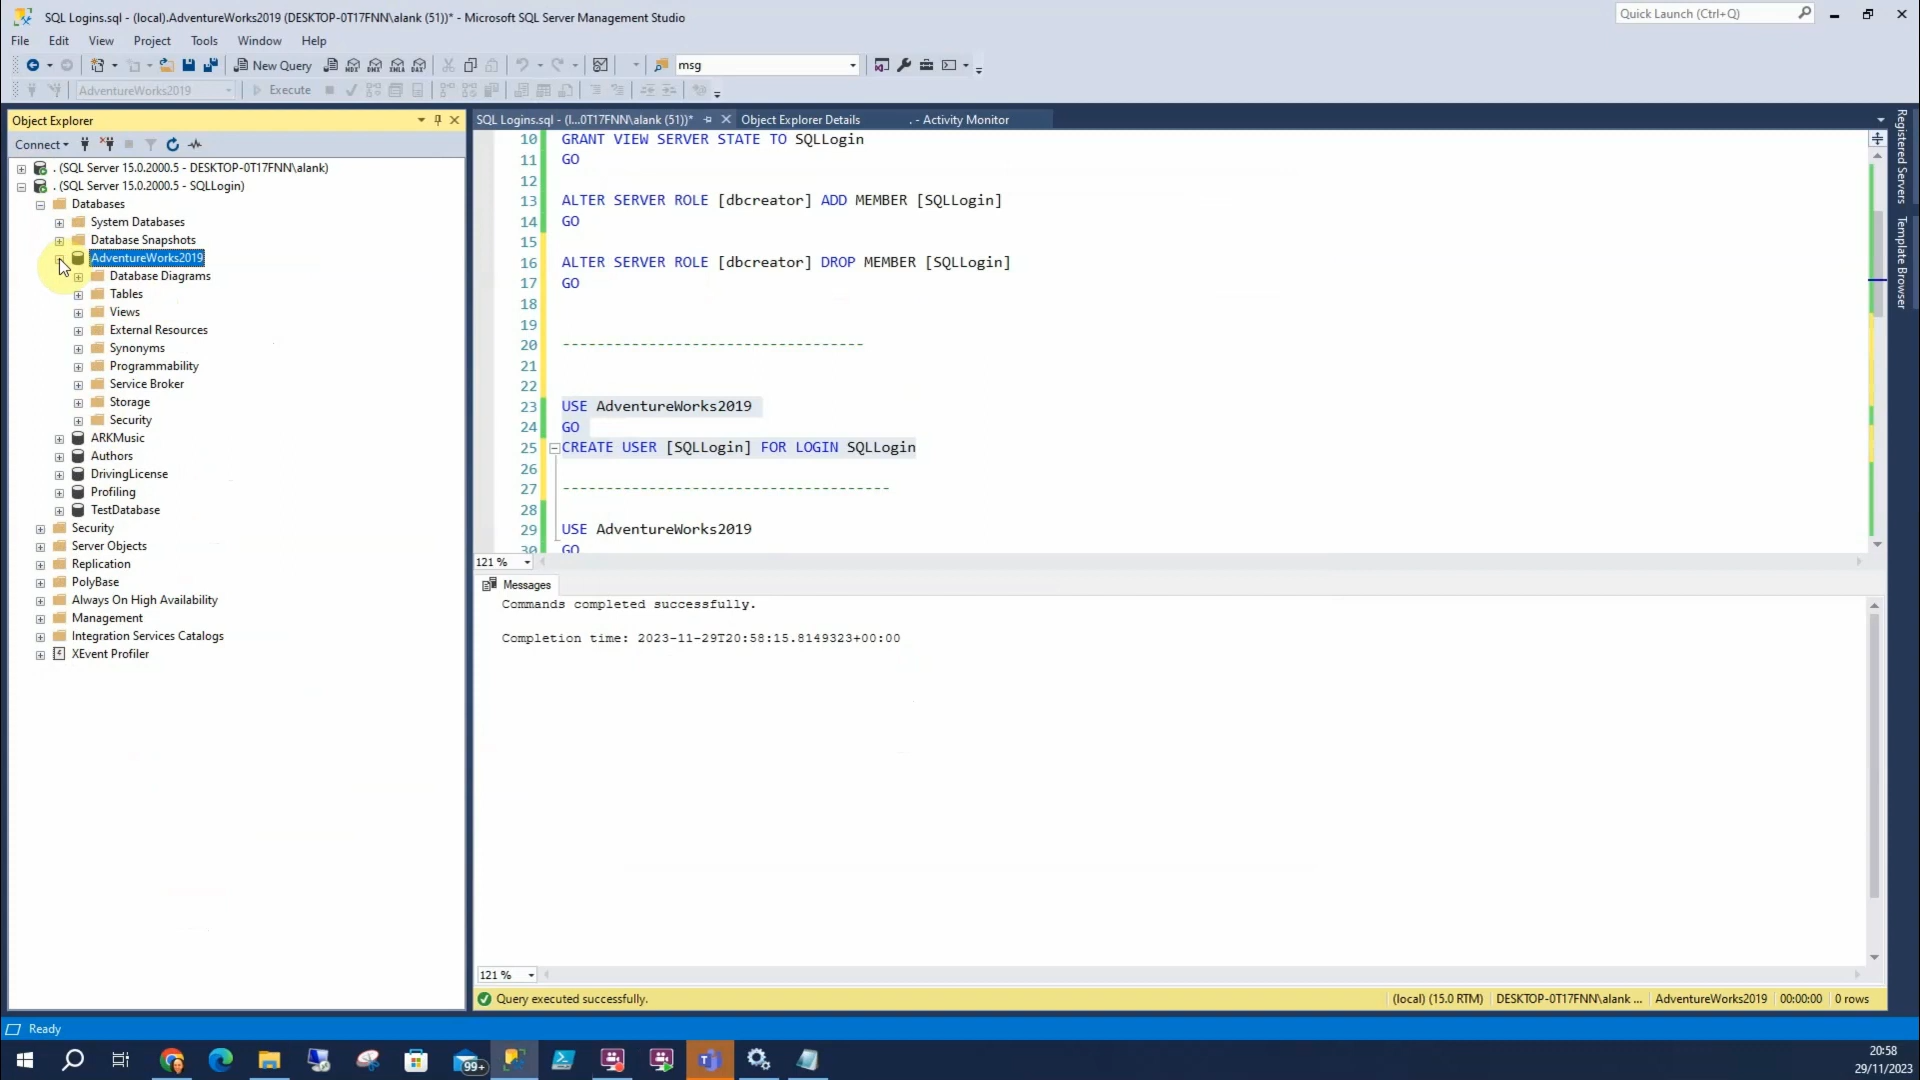 SQL Logins.sql - (local).AdventureWorks2019 (DESKTOP-0T17FNN\alank (51))* - Microsoft SQL Server Management Studio
Quick Launch (Ctrl+Q)
File Edit View Project Tools Window Help
New Query
msg
AdventureWorks2019
Execute
Object Explorer
Connect
. (SQL Server 15.0.2000.5 - DESKTOP-0T17FNN\alank)
. (SQL Server 15.0.2000.5 - SQLLogin)
Databases
System Databases
Database Snapshots
AdventureWorks2019
Database Diagrams
Tables
Views
External Resources
Synonyms
Programmability
Service Broker
Storage
Security
ARKMusic
Authors
DrivingLicense
Profiling
TestDatabase
Security
Server Objects
Replication
PolyBase
Always On High Availability
Management
Integration Services Catalogs
XEvent Profiler
SQL Logins.sql - (l...0T17FNN\alank (51))*
Object Explorer Details
. - Activity Monitor
10 GRANT VIEW SERVER STATE TO SQLLogin
11 GO
12
13 ALTER SERVER ROLE [dbcreator] ADD MEMBER [SQLLogin]
14 GO
15
16 ALTER SERVER ROLE [dbcreator] DROP MEMBER [SQLLogin]
17 GO
18
19
20 -----------------------------------
21
22
23 USE AdventureWorks2019
24 GO
25 CREATE USER [SQLLogin] FOR LOGIN SQLLogin
26
27 --------------------------------------
28
29 USE AdventureWorks2019
30 GO
121 %
Messages
Commands completed successfully.
Completion time: 2023-11-29T20:58:15.8149323+00:00
121 %
Query executed successfully.
(local) (15.0 RTM) DESKTOP-0T17FNN\alank ... AdventureWorks2019 00:00:00 0 rows
Registered Servers
Template Browser
Ready
99+
20:58
29/11/2023